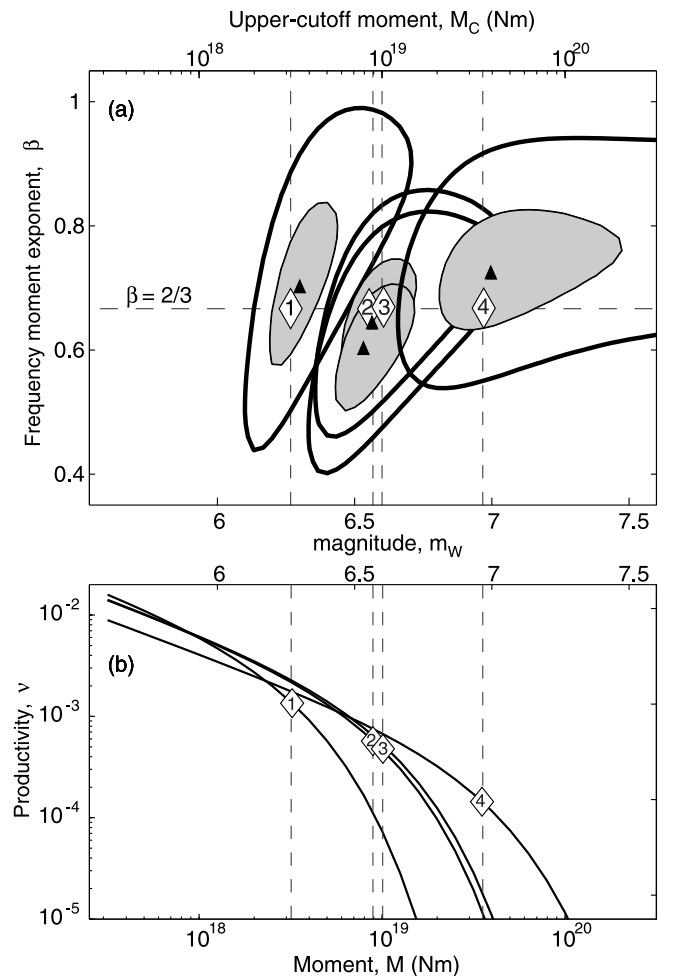 Upper-cutoff moment, M_C (Nm)
10^18 10^19 10^20
(a)
Frequency moment exponent, β
1
0.8
0.6
0.4
β = 2/3
1 2 3 4
6 6.5 7 7.5
magnitude, m_W
6 6.5 7 7.5
(b)
Productivity, ν
10^-2
10^-3
10^-4
10^-5
1
2
3
4
10^18 10^19 10^20
Moment, M (Nm)